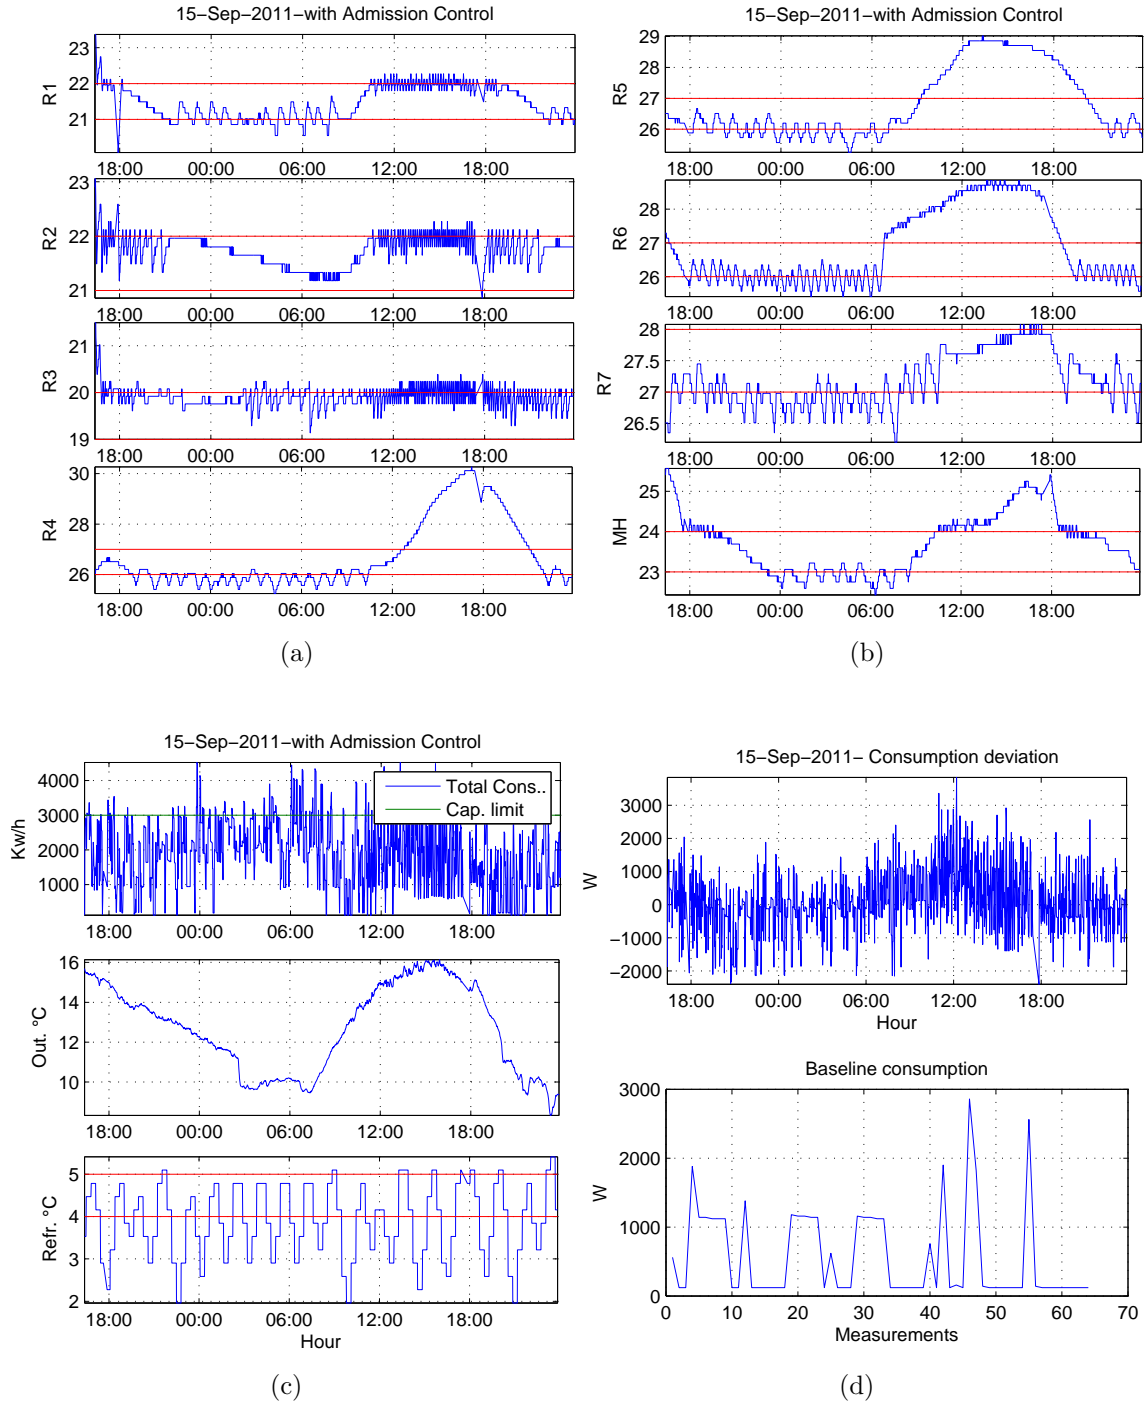 15-Sep-2011-with Admission Control
23
22
21
R1
18:00 00:00 06:00 12:00 18:00
23
22
21
R2
18:00 00:00 06:00 12:00 18:00
21
20
19
R3
18:00 00:00 06:00 12:00 18:00
30
28
26
R4
18:00 00:00 06:00 12:00 18:00
(a)
15-Sep-2011-with Admission Control
29
28
27
26
R5
18:00 00:00 06:00 12:00 18:00
28
27
26
R6
18:00 00:00 06:00 12:00 18:00
28
27.5
27
26.5
R7
18:00 00:00 06:00 12:00 18:00
25
24
23
MH
18:00 00:00 06:00 12:00 18:00
(b)
15-Sep-2011-with Admission Control
4000
3000
2000
1000
Kw/h
Total Cons..
Cap. limit
18:00 00:00 06:00 12:00 18:00
16
14
12
10
Out. °C
18:00 00:00 06:00 12:00 18:00
5
4
3
2
Refr. °C
18:00 00:00 06:00 12:00 18:00
Hour
(c)
15-Sep-2011- Consumption deviation
3000
2000
1000
0
-1000
-2000
W
18:00 00:00 06:00 12:00 18:00
Hour
Baseline consumption
3000
2000
1000
0
W
0 10 20 30 40 50 60 70
Measurements
(d)